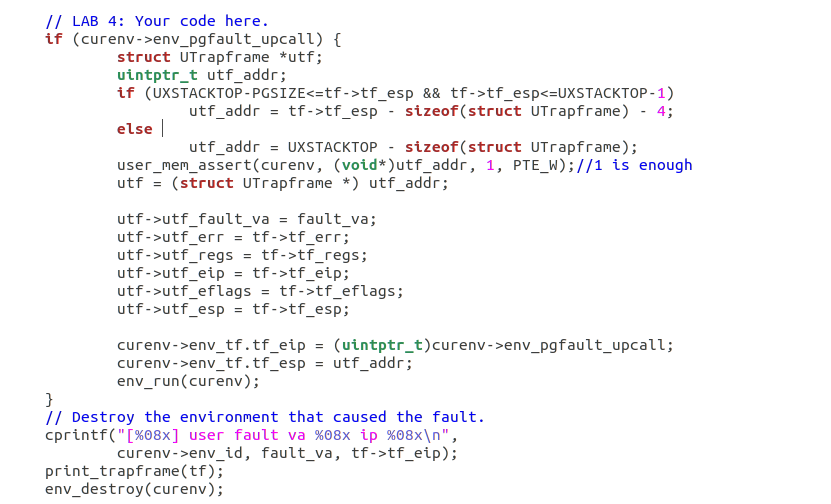 // LAB 4: Your code here.
if (curenv->env_pgfault_upcall) {
struct UTrapframe *utf;
uintptr_t utf_addr;
if (UXSTACKTOP-PGSIZE<=tf->tf_esp && tf->tf_esp<=UXSTACKTOP-1)
utf_addr = tf->tf_esp - sizeof(struct UTrapframe) - 4;
else
utf_addr = UXSTACKTOP - sizeof(struct UTrapframe);
user_mem_assert(curenv, (void*)utf_addr, 1, PTE_W);//1 is enough
utf = (struct UTrapframe *) utf_addr;

utf->utf_fault_va = fault_va;
utf->utf_err = tf->tf_err;
utf->utf_regs = tf->tf_regs;
utf->utf_eip = tf->tf_eip;
utf->utf_eflags = tf->tf_eflags;
utf->utf_esp = tf->tf_esp;

curenv->env_tf.tf_eip = (uintptr_t)curenv->env_pgfault_upcall;
curenv->env_tf.tf_esp = utf_addr;
env_run(curenv);
}
// Destroy the environment that caused the fault.
cprintf("[%08x] user fault va %08x ip %08x\n",
curenv->env_id, fault_va, tf->tf_eip);
print_trapframe(tf);
env_destroy(curenv);